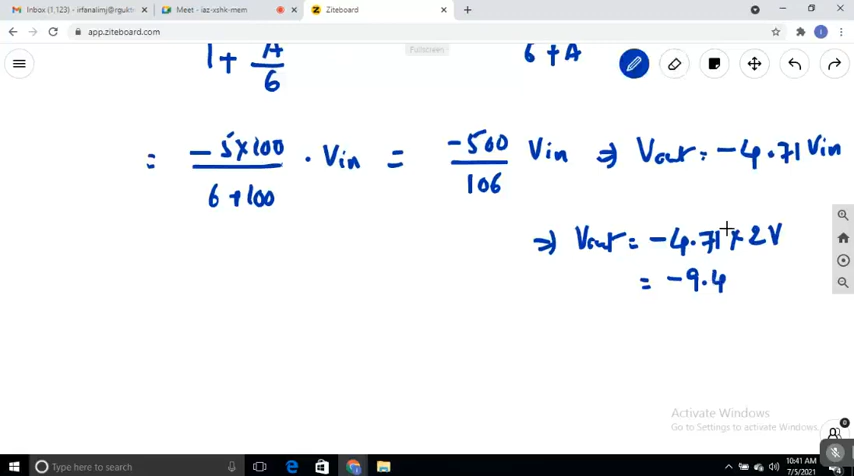 Inbox (1,123) - irfanalimj@rgukt
Meet - iaz-xshk-mem
Ziteboard
app.ziteboard.com
Fullscreen
1 + A/6
6 + A
= -5×100 / 6+100 · Vin = -500/106 Vin ⇒ Vout = -4.71 Vin
⇒ Vout = -4.71 × 2V
= -9.4
Activate Windows
Go to Settings to activate Windows.
Type here to search
10:41 AM
7/5/2021